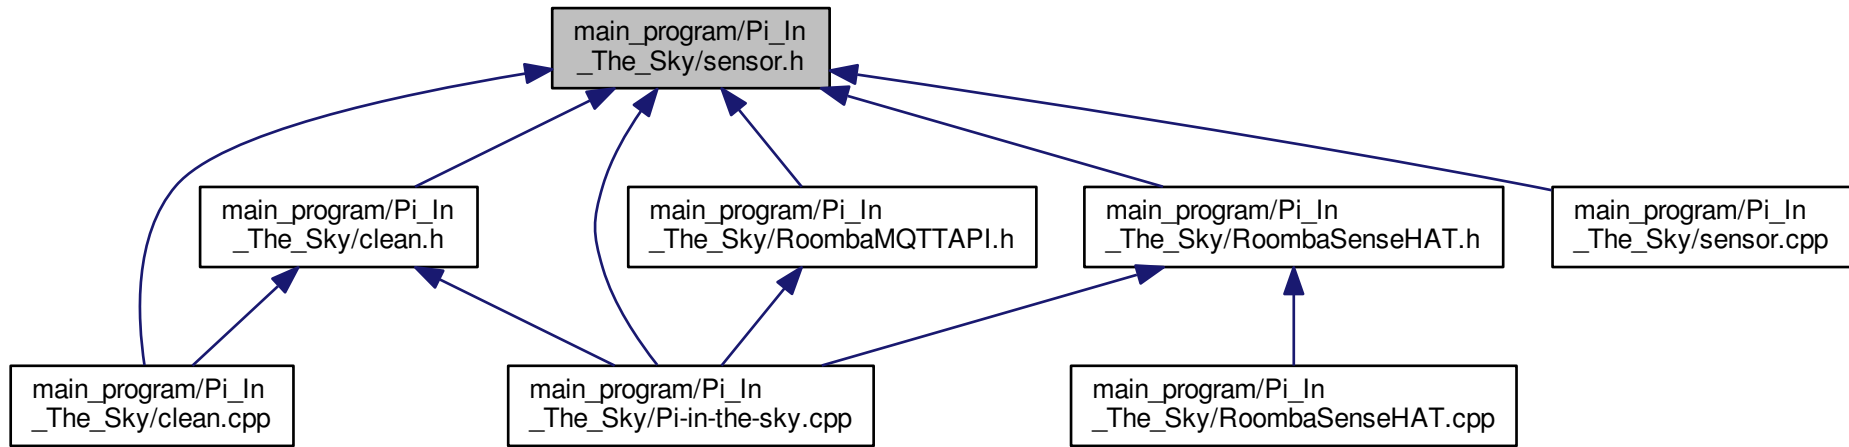 main_program/Pi_In
_The_Sky/sensor.h
main_program/Pi_In
_The_Sky/clean.h
main_program/Pi_In
_The_Sky/RoombaMQTTAPI.h
main_program/Pi_In
_The_Sky/RoombaSenseHAT.h
main_program/Pi_In
_The_Sky/sensor.cpp
main_program/Pi_In
_The_Sky/clean.cpp
main_program/Pi_In
_The_Sky/Pi-in-the-sky.cpp
main_program/Pi_In
_The_Sky/RoombaSenseHAT.cpp